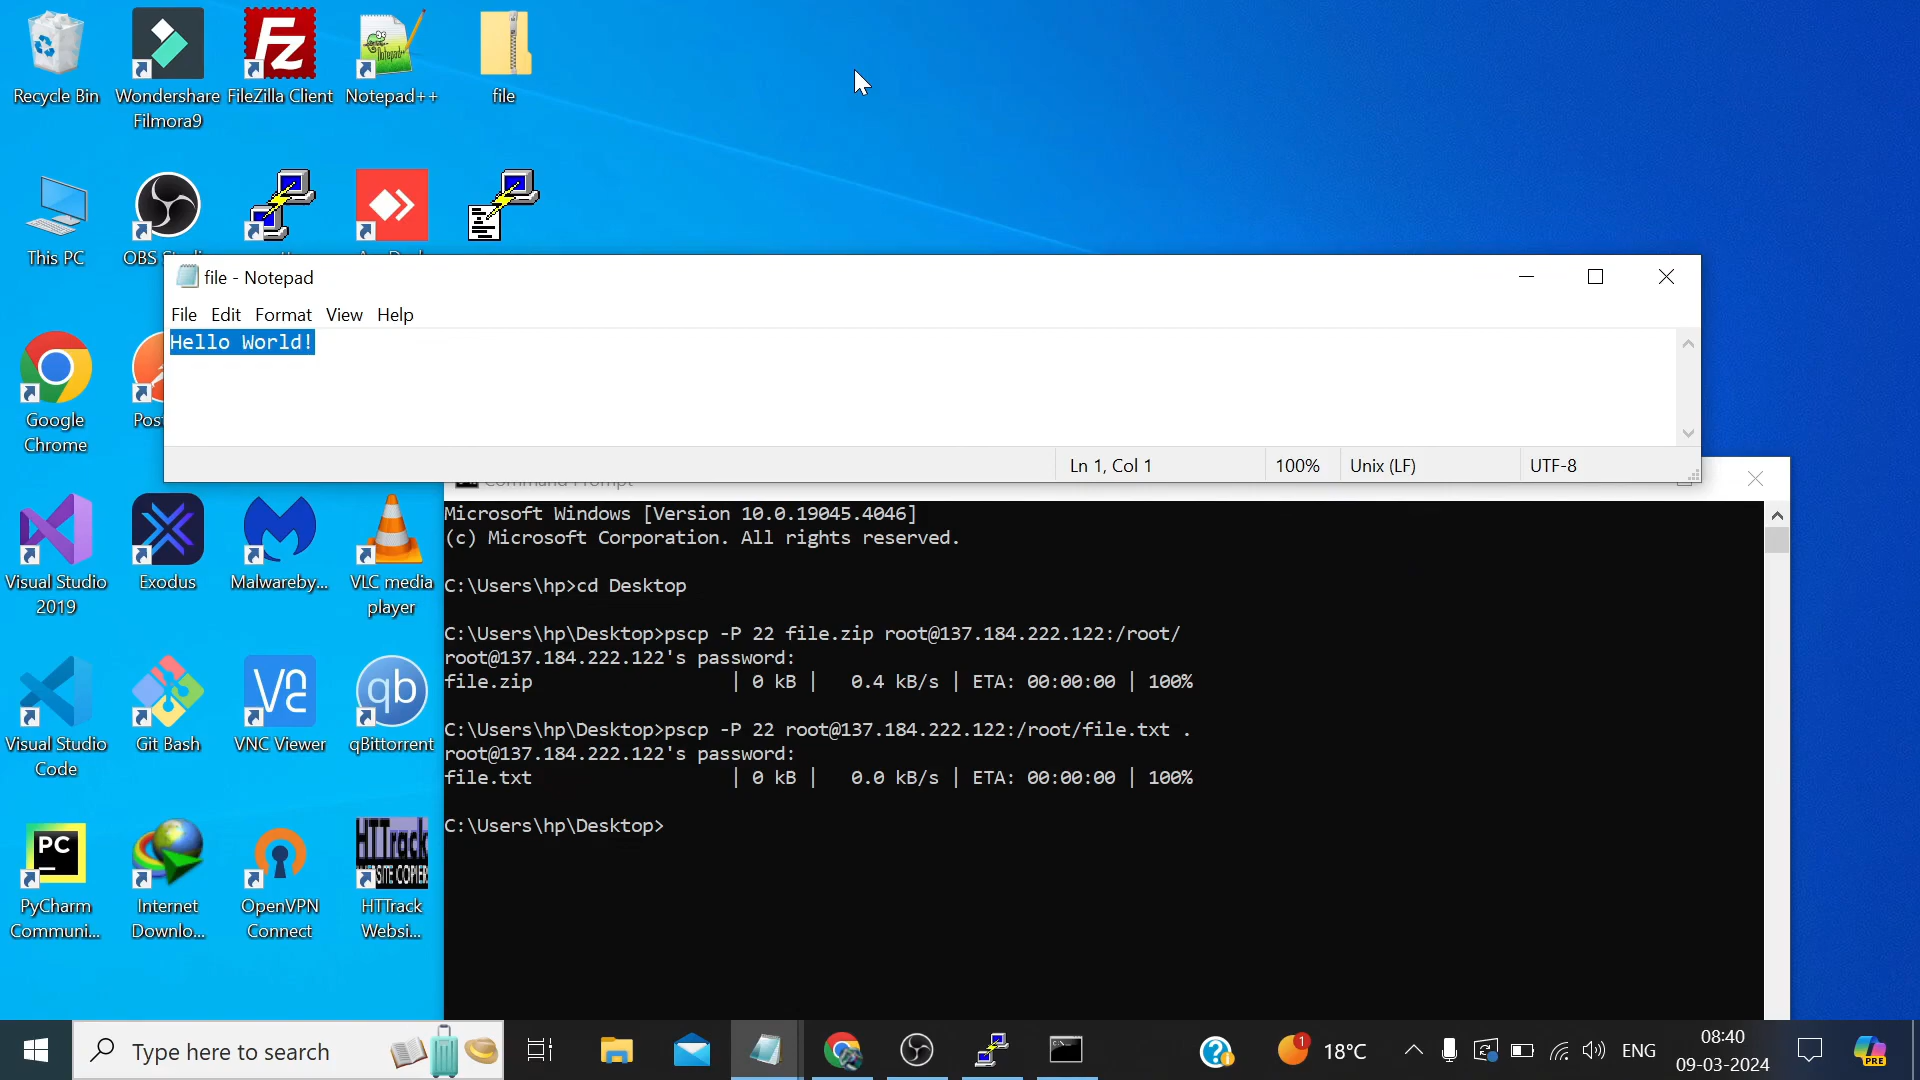 Recycle Bin
Wondershare
Filmora9
FileZilla Client
Notepad++
file
This PC
OBS
file - Notepad
File Edit Format View Help
Hello World!
Ln 1, Col 1
100%
Unix (LF)
UTF-8
Google
Chrome
Command Prompt
Microsoft Windows [Version 10.0.19045.4046]
(c) Microsoft Corporation. All rights reserved.
C:\Users\hp>cd Desktop
C:\Users\hp\Desktop>pscp -P 22 file.zip root@137.184.222.122:/root/
root@137.184.222.122's password:
file.zip | 0 kB | 0.4 kB/s | ETA: 00:00:00 | 100%
C:\Users\hp\Desktop>pscp -P 22 root@137.184.222.122:/root/file.txt .
root@137.184.222.122's password:
file.txt | 0 kB | 0.0 kB/s | ETA: 00:00:00 | 100%
C:\Users\hp\Desktop>
Visual Studio
2019
Exodus
Malwareby...
VLC media
player
Visual Studio
Code
Git Bash
VNC Viewer
qBittorrent
PyCharm
Communi...
Internet
Downlo...
OpenVPN
Connect
HTTrack
Websi...
Type here to search
1
18°C
ENG
08:40
09-03-2024
PRE